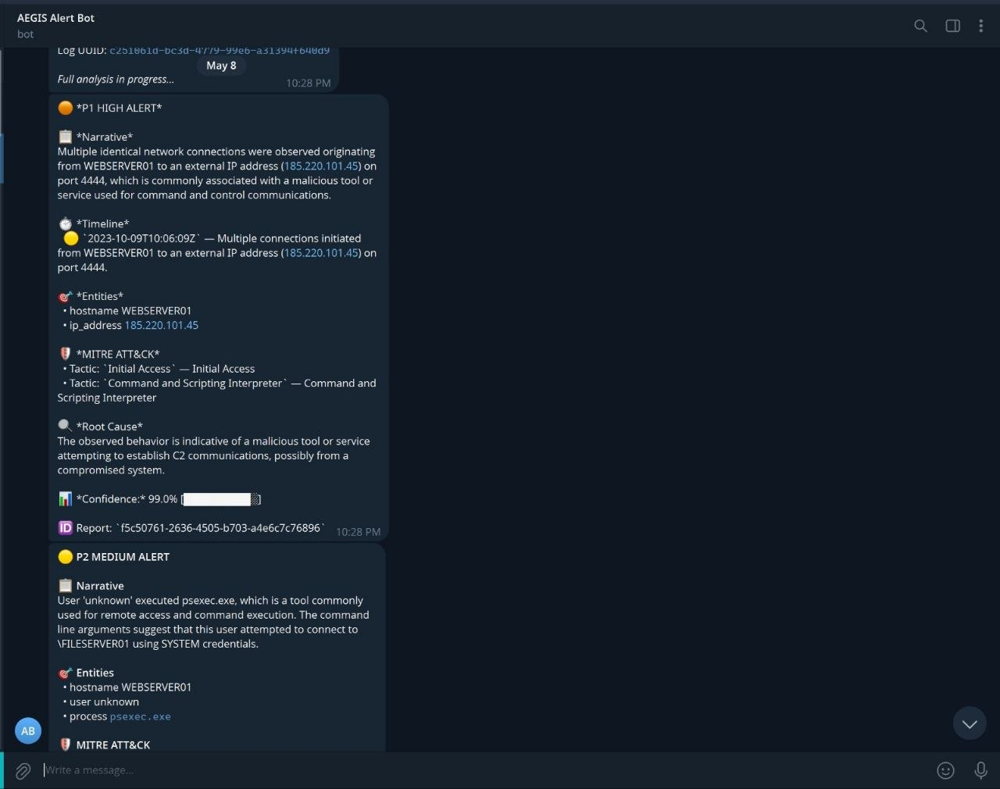 AEGIS Alert Bot
bot
Log UUID: c251061d-bc3d-4779-99e6-a31394f640d9
May 8
Full analysis in progress...
10:28 PM
*P1 HIGH ALERT*
*Narrative*
Multiple identical network connections were observed originating
from WEBSERVER01 to an external IP address (185.220.101.45) on
port 4444, which is commonly associated with a malicious tool or
service used for command and control communications.
*Timeline*
`2023-10-09T10:06:09Z` — Multiple connections initiated
from WEBSERVER01 to an external IP address (185.220.101.45) on
port 4444.
*Entities*
• hostname WEBSERVER01
• ip_address 185.220.101.45
*MITRE ATT&CK*
• Tactic: `Initial Access` — Initial Access
• Tactic: `Command and Scripting Interpreter` — Command and
Scripting Interpreter
*Root Cause*
The observed behavior is indicative of a malicious tool or service
attempting to establish C2 communications, possibly from a
compromised system.
*Confidence:* 99.0% [█████████░]
ID Report: `f5c50761-2636-4505-b703-a4e6c7c76896`
10:28 PM
P2 MEDIUM ALERT
Narrative
User 'unknown' executed psexec.exe, which is a tool commonly
used for remote access and command execution. The command
line arguments suggest that this user attempted to connect to
\FILESERVER01 using SYSTEM credentials.
Entities
• hostname WEBSERVER01
• user unknown
• process psexec.exe
AB
MITRE ATT&CK
Write a message...